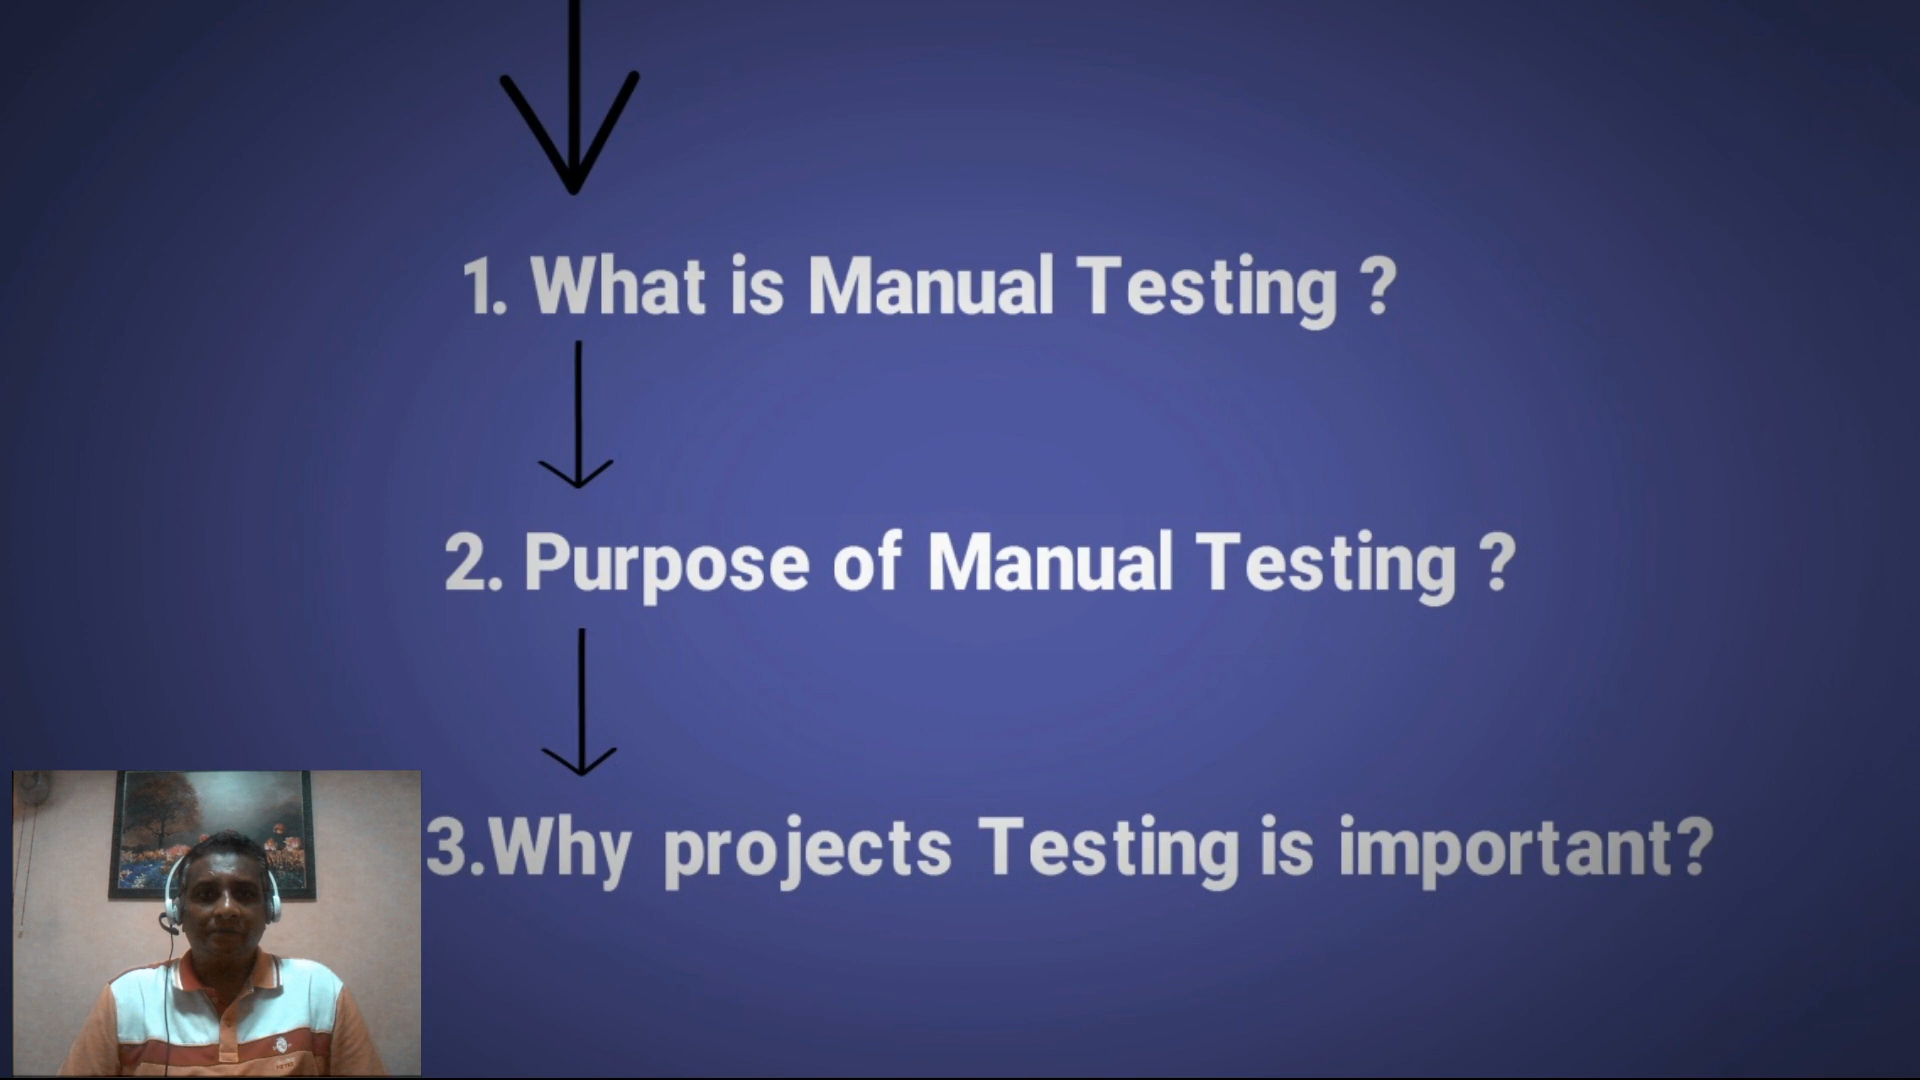 1. What is Manual Testing ?
2. Purpose of Manual Testing ?
3.Why projects Testing is important?